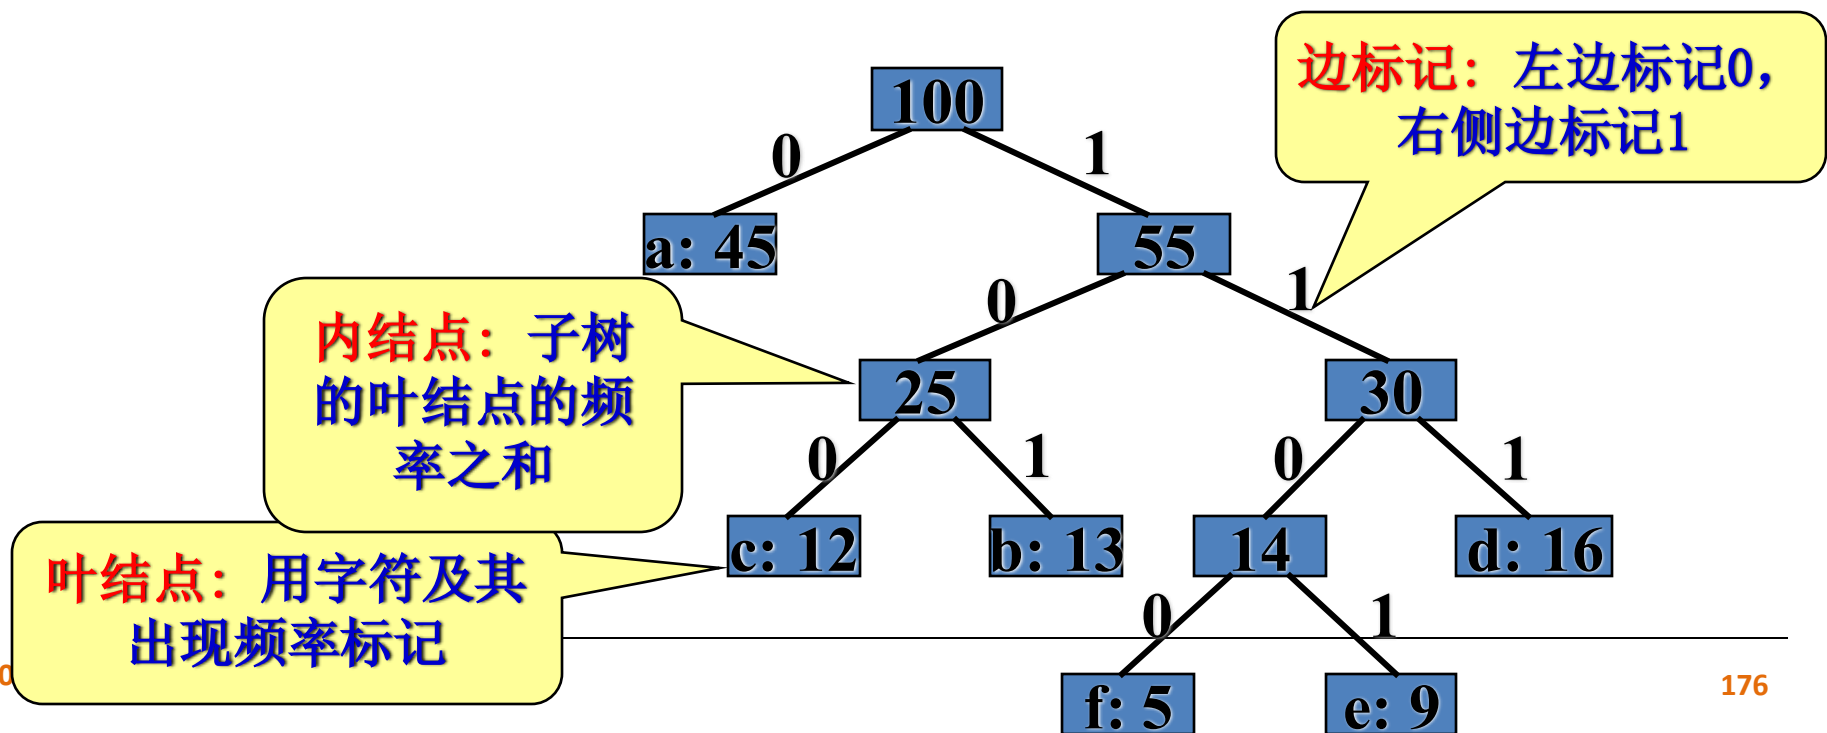 100
边标记：左边标记0，
右侧边标记1
0
1
a: 45
55
0
1
内结点：子树
的叶结点的频
率之和
25
30
0
1
0
1
c: 12
b: 13
14
d: 16
叶结点：用字符及其
出现频率标记
0
1
0
176
f: 5
e: 9